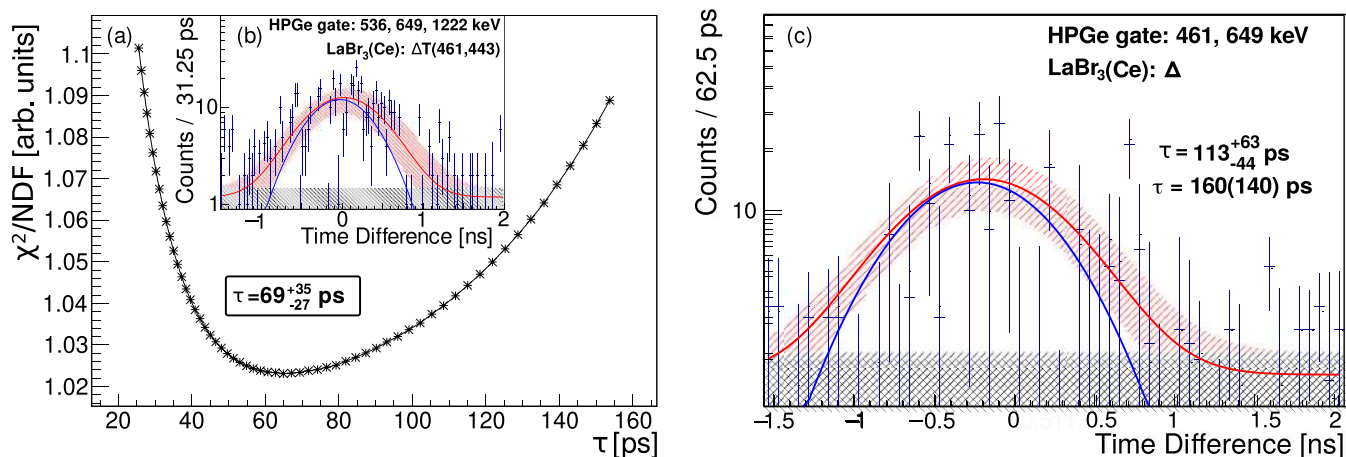 (a)
χ²/NDF [arb. units]
1.1
1.09
1.08
1.07
1.06
1.05
1.04
1.03
1.02
20 40 60 80 100 120 140 160
τ [ps]
τ = 69 +35 -27 ps
(b)
HPGe gate: 536, 649, 1222 keV
LaBr₃(Ce): ΔT(461,443)
Counts / 31.25 ps
10
1
−1 0 1 2
Time Difference [ns]
(c)
HPGe gate: 461, 649 keV
LaBr₃(Ce): Δ
τ = 113 +63 -44 ps
τ = 160(140) ps
Counts / 62.5 ps
10
−1.5 −1 −0.5 0 0.5 1 1.5 2
Time Difference [ns]